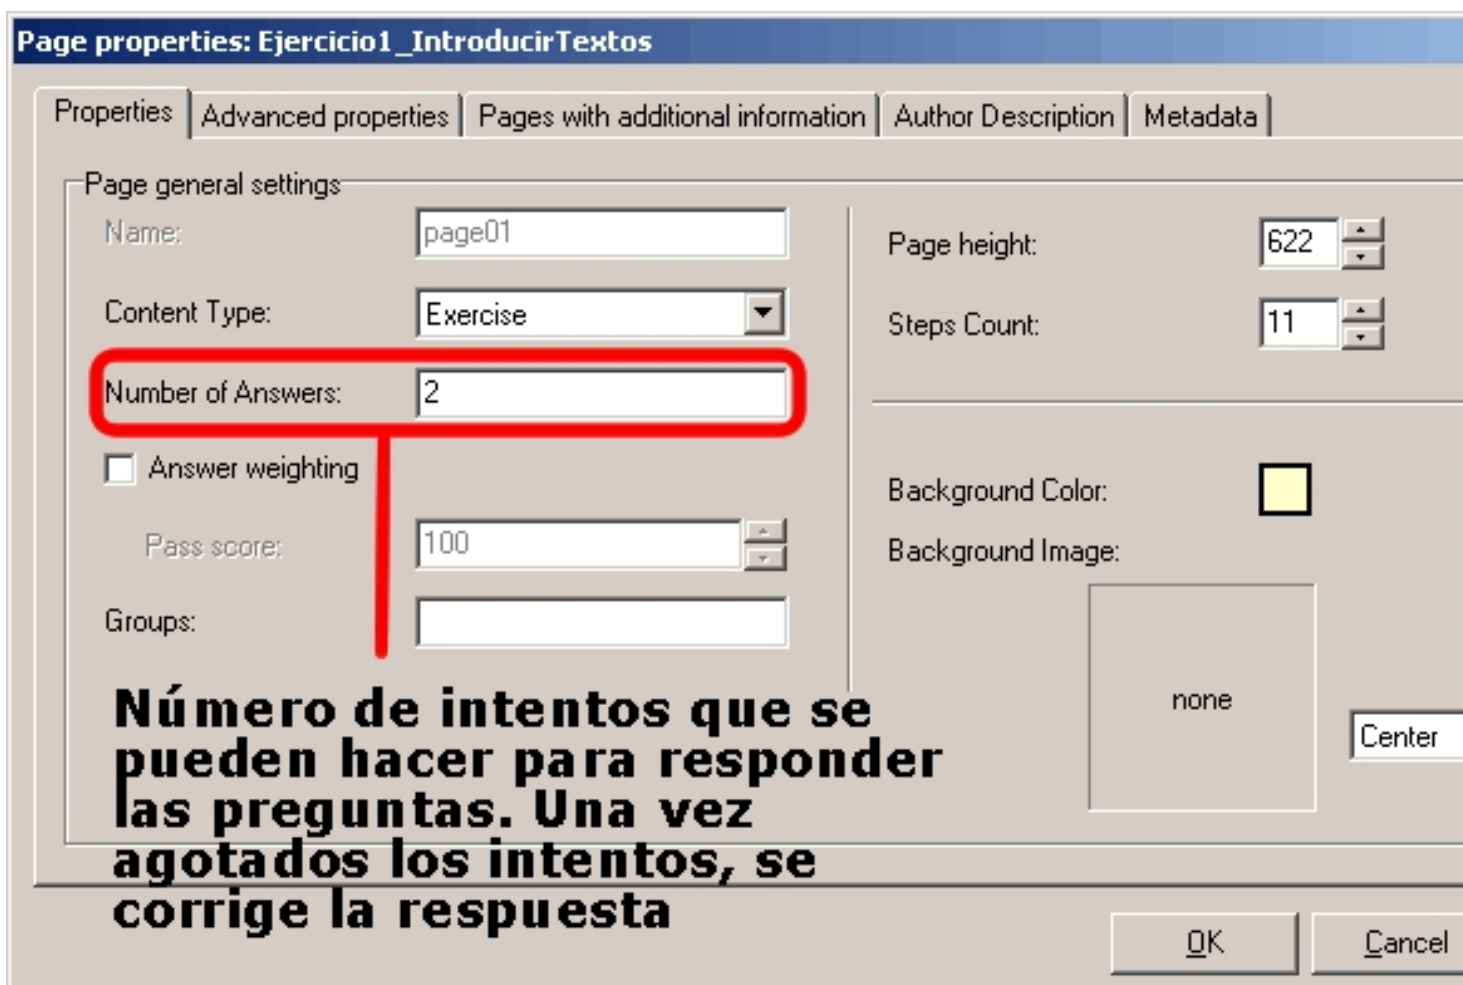 Page properties: Ejercicio1_IntroducirTextos
Properties
Advanced properties
Pages with additional information
Author Description
Metadata
Page general settings
Name:
page01
Content Type:
Exercise
Number of Answers:
2
Answer weighting
Pass score:
100
Groups:
Page height:
622
Steps Count:
11
Background Color:
Background Image:
none
Center
Número de intentos que se
pueden hacer para responder
las preguntas. Una vez
agotados los intentos, se
corrige la respuesta
OK
Cancel